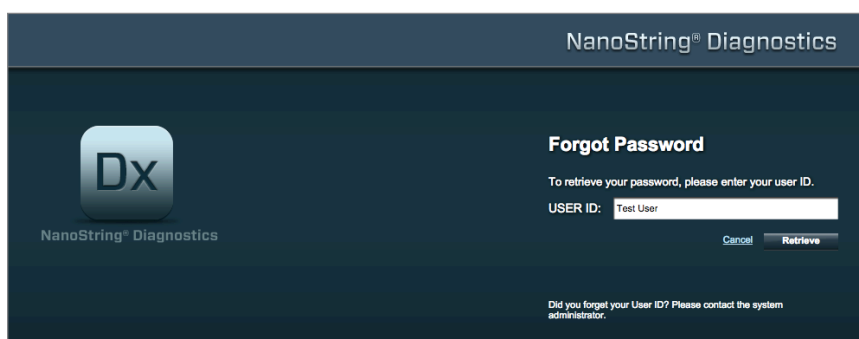 NanoString® Diagnostics
Dx
NanoString® Diagnostics
Forgot Password
To retrieve your password, please enter your user ID.
USER ID: Test User
Cancel Retrieve
Did you forget your User ID? Please contact the system
administrator.